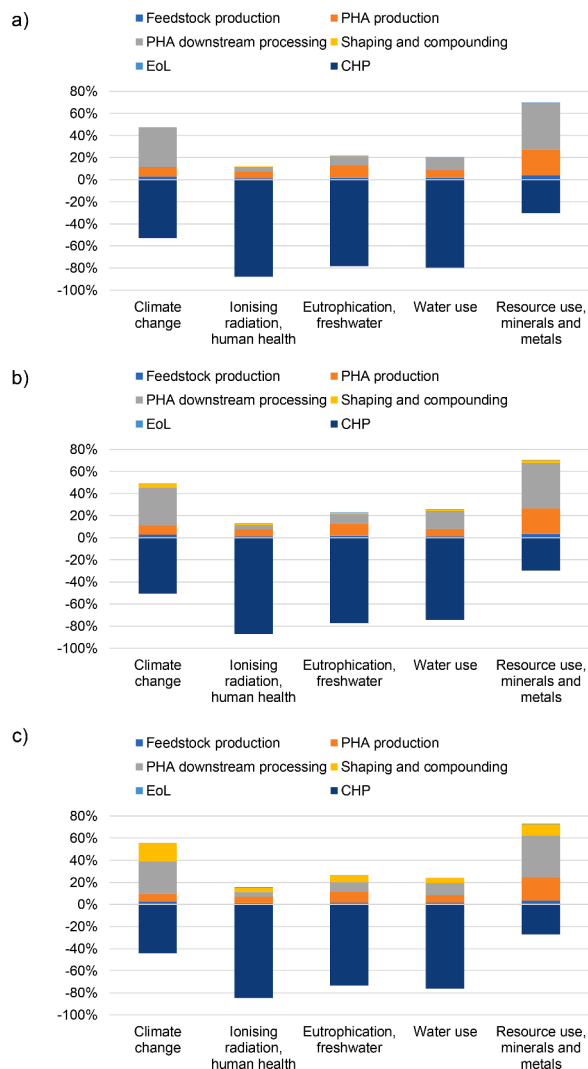 a)
Feedstock production
PHA production
PHA downstream processing
Shaping and compounding
EoL
CHP
80%
60%
40%
20%
0%
-20%
-40%
-60%
-80%
-100%
Climate
change
Ionising
radiation,
human health
Eutrophication,
freshwater
Water use
Resource use,
minerals and
metals
b)
Feedstock production
PHA production
PHA downstream processing
Shaping and compounding
EoL
CHP
80%
60%
40%
20%
0%
-20%
-40%
-60%
-80%
-100%
Climate
change
Ionising
radiation,
human health
Eutrophication,
freshwater
Water use
Resource use,
minerals and
metals
c)
Feedstock production
PHA production
PHA downstream processing
Shaping and compounding
EoL
CHP
80%
60%
40%
20%
0%
-20%
-40%
-60%
-80%
-100%
Climate
change
Ionising
radiation,
human health
Eutrophication,
freshwater
Water use
Resource use,
minerals and
metals